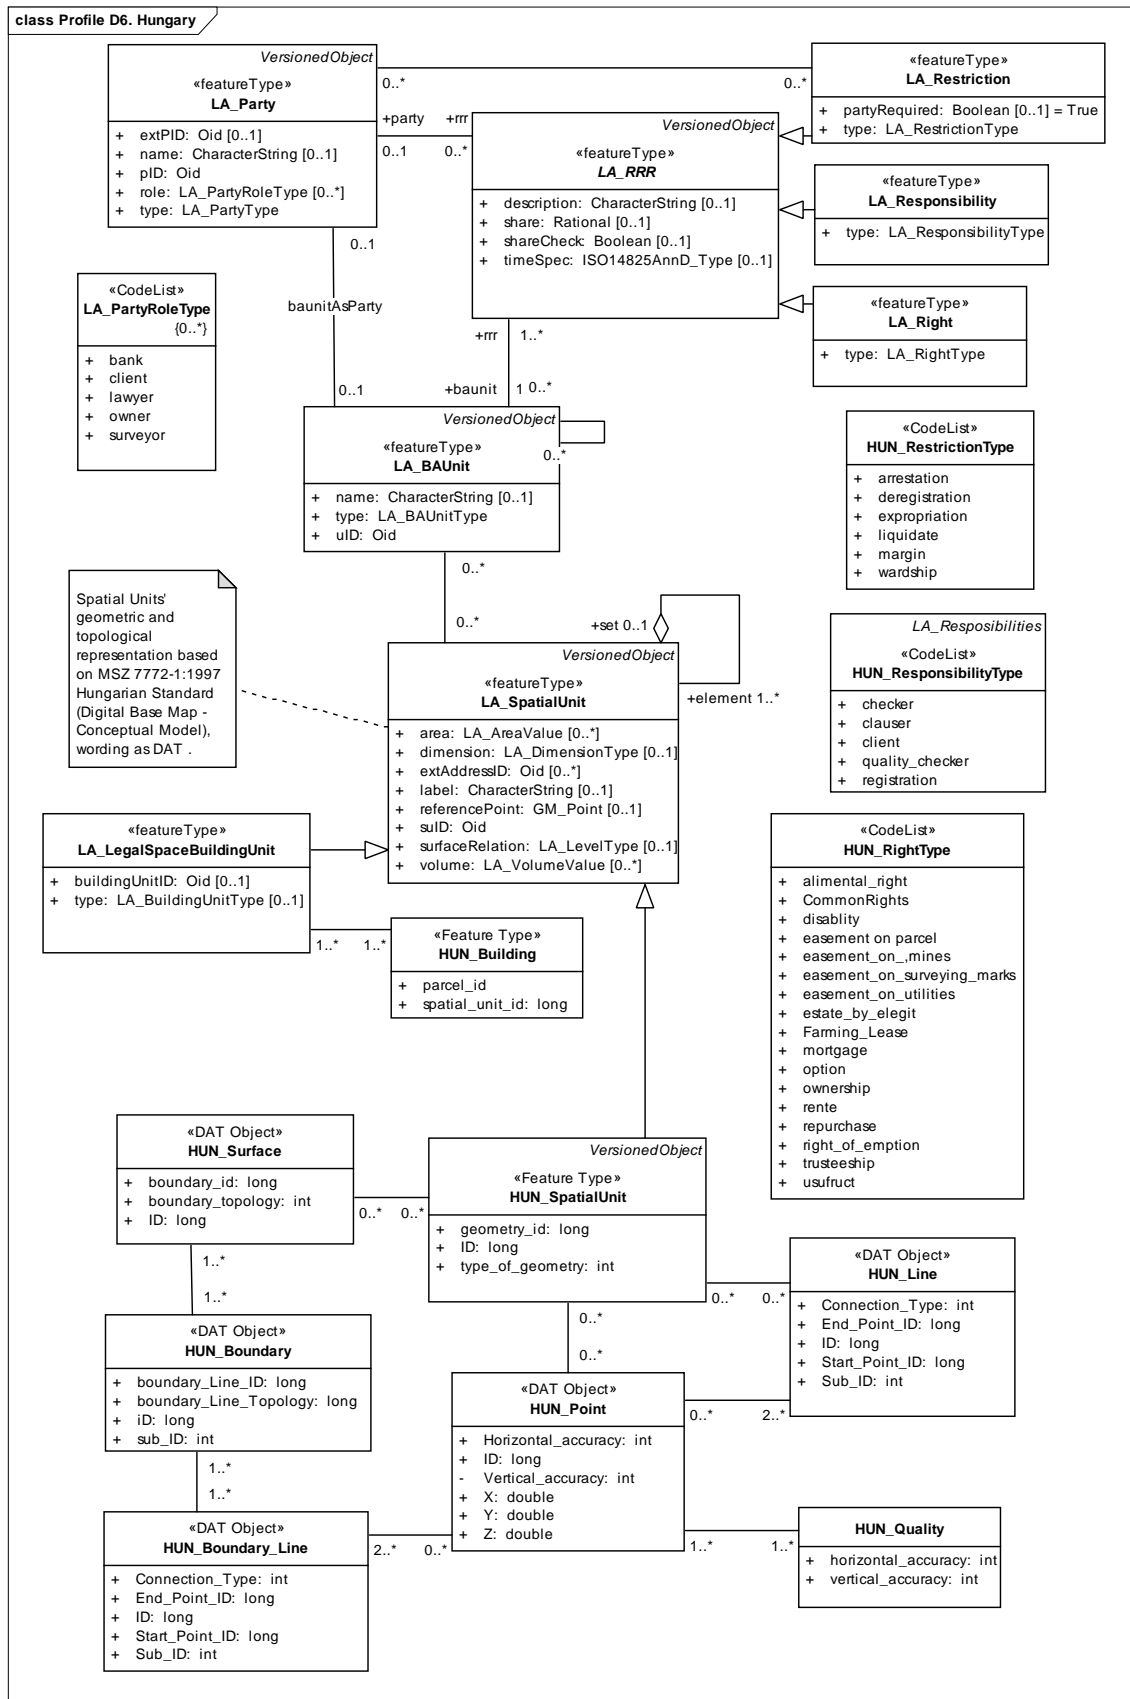 class Profile D6. Hungary
VersionedObject
«featureType»
LA_Party
+ extPID: Oid [0..1]
+ name: CharacterString [0..1]
+ pID: Oid
+ role: LA_PartyRoleType [0..*]
+ type: LA_PartyType
0..*
0..*
«featureType»
LA_Restriction
+ partyRequired: Boolean [0..1] = True
+ type: LA_RestrictionType
+party
+rrr
0..1
0..*
VersionedObject
«featureType»
LA_RRR
+ description: CharacterString [0..1]
+ share: Rational [0..1]
+ shareCheck: Boolean [0..1]
+ timeSpec: ISO14825AnnD_Type [0..1]
«featureType»
LA_Responsibility
+ type: LA_ResponsibilityType
«featureType»
LA_Right
+ type: LA_RightType
0..1
baunitAsParty
0..1
«CodeList»
LA_PartyRoleType
{0..*}
+ bank
+ client
+ lawyer
+ owner
+ surveyor
+rrr
1..*
+baunit
1
0..*
VersionedObject
«featureType»
LA_BAUnit
0..*
+ name: CharacterString [0..1]
+ type: LA_BAUnitType
+ uID: Oid
«CodeList»
HUN_RestrictionType
+ arrestation
+ deregistration
+ expropriation
+ liquidate
+ margin
+ wardship
0..*
0..*
Spatial Units'
geometric and
topological
representation based
on MSZ 7772-1:1997
Hungarian Standard
(Digital Base Map -
Conceptual Model),
wording as DAT .
+set 0..1
+element 1..*
VersionedObject
«featureType»
LA_SpatialUnit
+ area: LA_AreaValue [0..*]
+ dimension: LA_DimensionType [0..1]
+ extAddressID: Oid [0..*]
+ label: CharacterString [0..1]
+ referencePoint: GM_Point [0..1]
+ suID: Oid
+ surfaceRelation: LA_LevelType [0..1]
+ volume: LA_VolumeValue [0..*]
LA_Resposibilities
«CodeList»
HUN_ResponsibilityType
+ checker
+ clauser
+ client
+ quality_checker
+ registration
«featureType»
LA_LegalSpaceBuildingUnit
+ buildingUnitID: Oid [0..1]
+ type: LA_BuildingUnitType [0..1]
1..*
1..*
«Feature Type»
HUN_Building
+ parcel_id
+ spatial_unit_id: long
«CodeList»
HUN_RightType
+ alimental_right
+ CommonRights
+ disablity
+ easement on parcel
+ easement_on_,mines
+ easement_on_surveying_marks
+ easement_on_utilities
+ estate_by_elegit
+ Farming_Lease
+ mortgage
+ option
+ ownership
+ rente
+ repurchase
+ right_of_emption
+ trusteeship
+ usufruct
«DAT Object»
HUN_Surface
+ boundary_id: long
+ boundary_topology: int
+ ID: long
0..*
0..*
VersionedObject
«Feature Type»
HUN_SpatialUnit
+ geometry_id: long
+ ID: long
+ type_of_geometry: int
0..*
0..*
«DAT Object»
HUN_Line
+ Connection_Type: int
+ End_Point_ID: long
+ ID: long
+ Start_Point_ID: long
+ Sub_ID: int
1..*
1..*
«DAT Object»
HUN_Boundary
+ boundary_Line_ID: long
+ boundary_Line_Topology: long
+ iD: long
+ sub_ID: int
0..*
0..*
«DAT Object»
HUN_Point
+ Horizontal_accuracy: int
+ ID: long
- Vertical_accuracy: int
+ X: double
+ Y: double
+ Z: double
0..*
2..*
1..*
1..*
«DAT Object»
HUN_Boundary_Line
+ Connection_Type: int
+ End_Point_ID: long
+ ID: long
+ Start_Point_ID: long
+ Sub_ID: int
2..*
0..*
1..*
1..*
HUN_Quality
+ horizontal_accuracy: int
+ vertical_accuracy: int